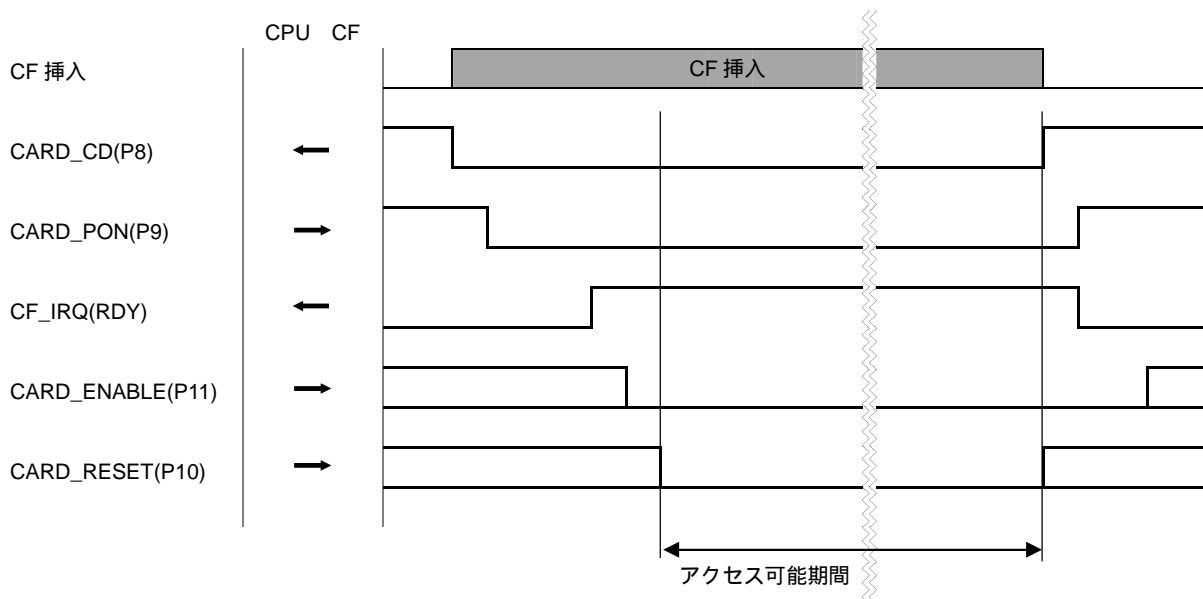 CPU CF
CF 挿入
CF 挿入
CARD_CD(P8)
CARD_PON(P9)
CF_IRQ(RDY)
CARD_ENABLE(P11)
CARD_RESET(P10)
アクセス可能期間